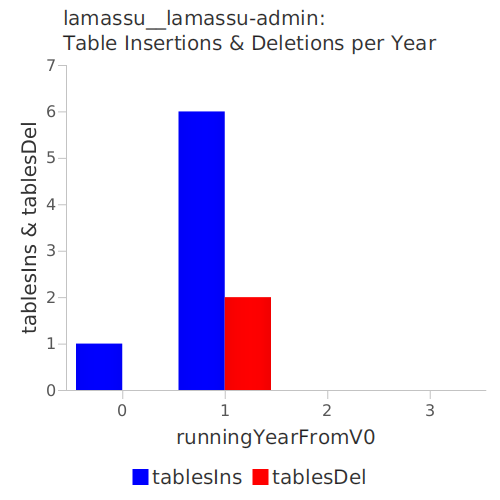 lamassu__lamassu-admin:
Table Insertions & Deletions per Year
tablesIns & tablesDel
7
6
5
4
3
2
1
0
0 1 2 3
runningYearFromV0
tablesIns tablesDel